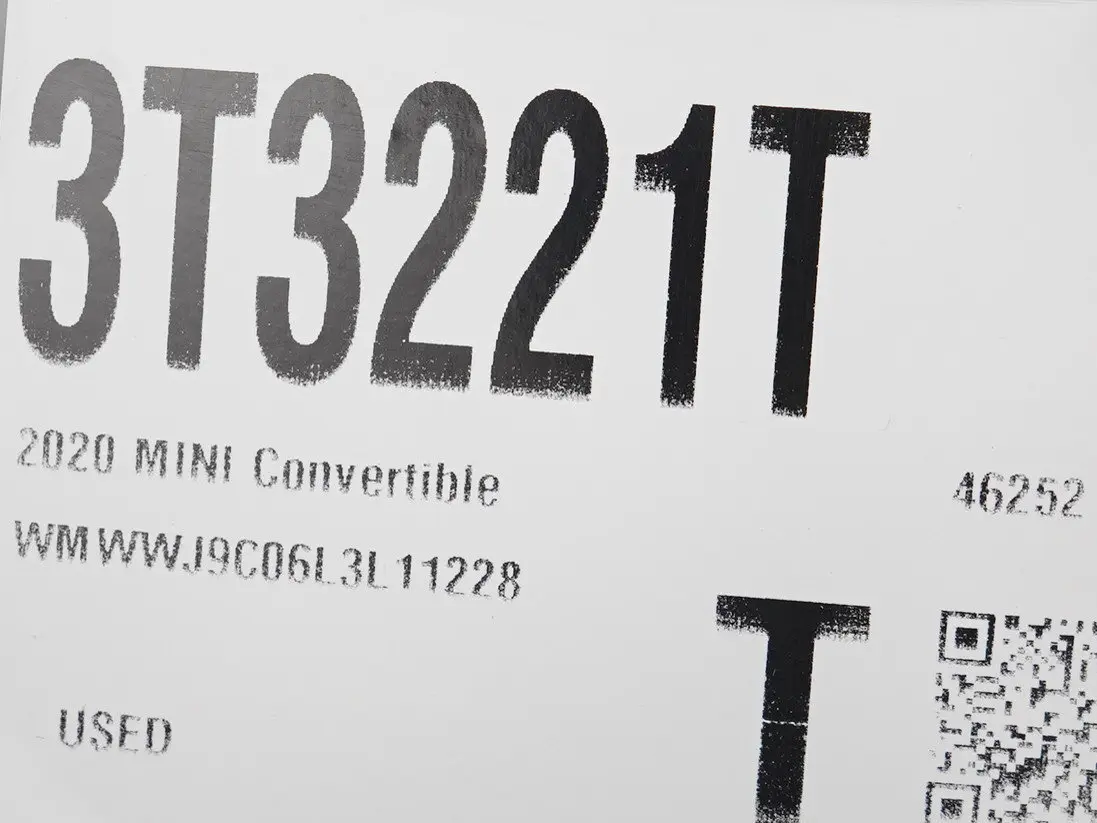 3T3221T
2020 MINI Convertible
46252
WMWWJ9C06L3L11228
T
USED